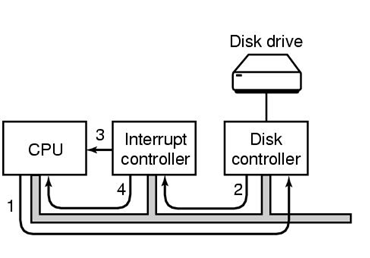 Disk drive
CPU
3
Interrupt
controller
Disk
controller
1
4
2